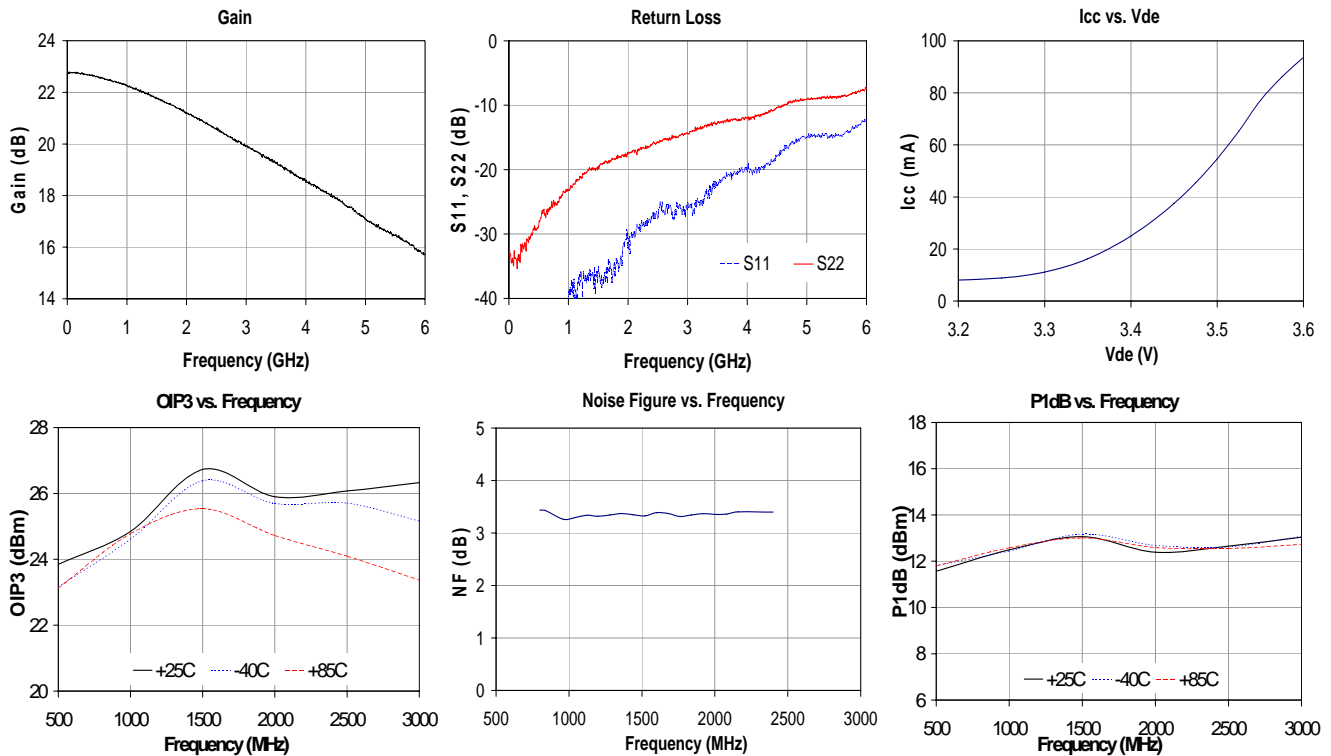 Gain
24
22
20
18
16
14
Gain (dB)
0 1 2 3 4 5 6
Frequency (GHz)
Return Loss
0
-10
-20
-30
-40
S11, S22 (dB)
S11 S22
0 1 2 3 4 5 6
Frequency (GHz)
Icc vs. Vde
100
80
60
40
20
0
Icc (mA)
3.2 3.3 3.4 3.5 3.6
Vde (V)
OIP3 vs. Frequency
28
26
24
22
20
OIP3 (dBm)
+25C -40C +85C
500 1000 1500 2000 2500 3000
Frequency (MHz)
Noise Figure vs. Frequency
5
4
3
2
1
0
NF (dB)
500 1000 1500 2000 2500 3000
Frequency (MHz)
P1dB vs. Frequency
18
16
14
12
10
8
6
P1dB (dBm)
+25C -40C +85C
500 1000 1500 2000 2500 3000
Frequency (MHz)